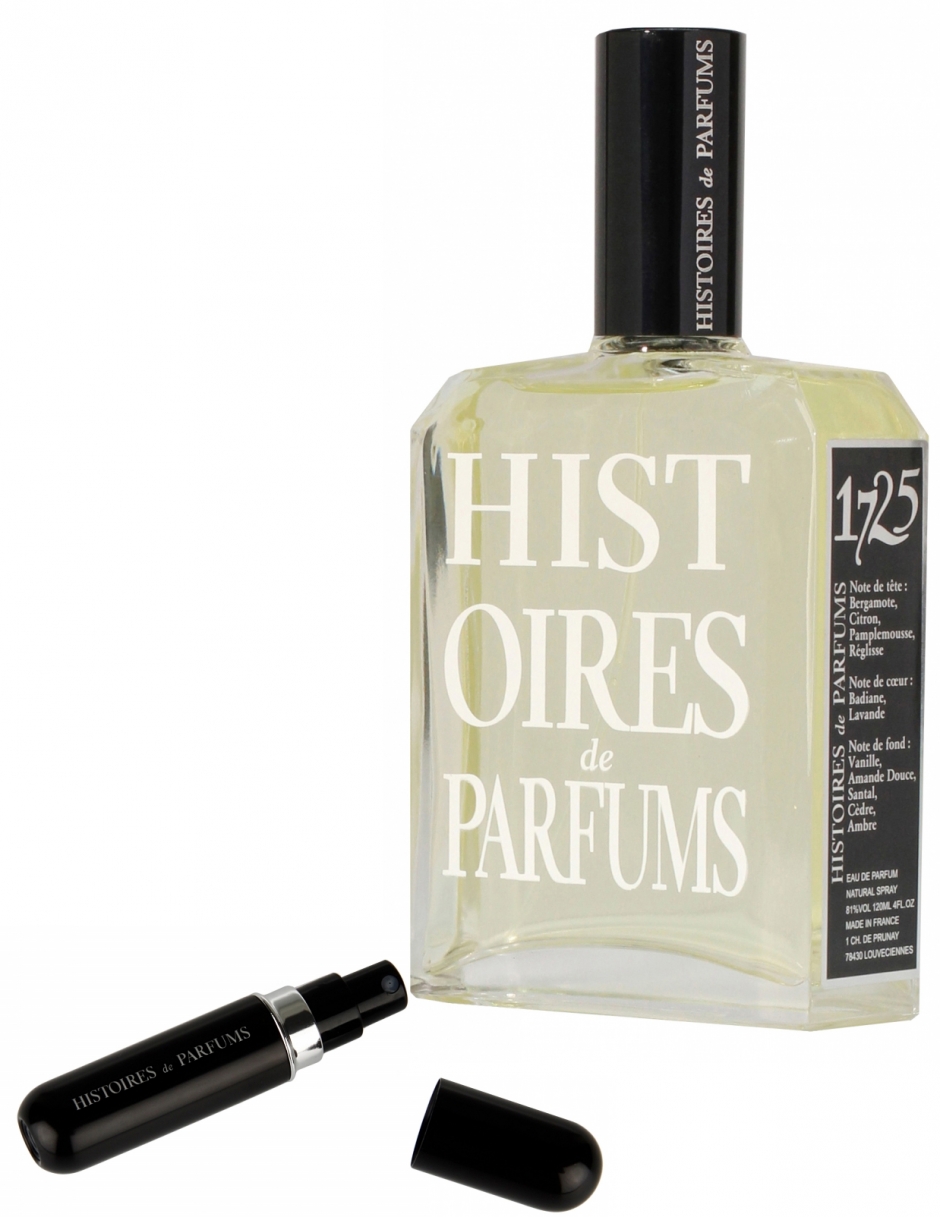 HISTOIRES de PARFUMS
HIST
OIRES
de
PARFUMS
1725
HISTOIRES de PARFUMS
Note de tête :
Bergamote,
Citron,
Pamplemousse,
Réglisse
Note de cœur :
Badiane,
Lavande
Note de fond :
Vanille,
Amande Douce,
Santal,
Cèdre,
Ambre
EAU DE PARFUM
NATURAL SPRAY
81%VOL 120ML 4FL.OZ
MADE IN FRANCE
1 CH. DE PRUNAY
78430 LOUVECIENNES
HISTOIRES de PARFUMS